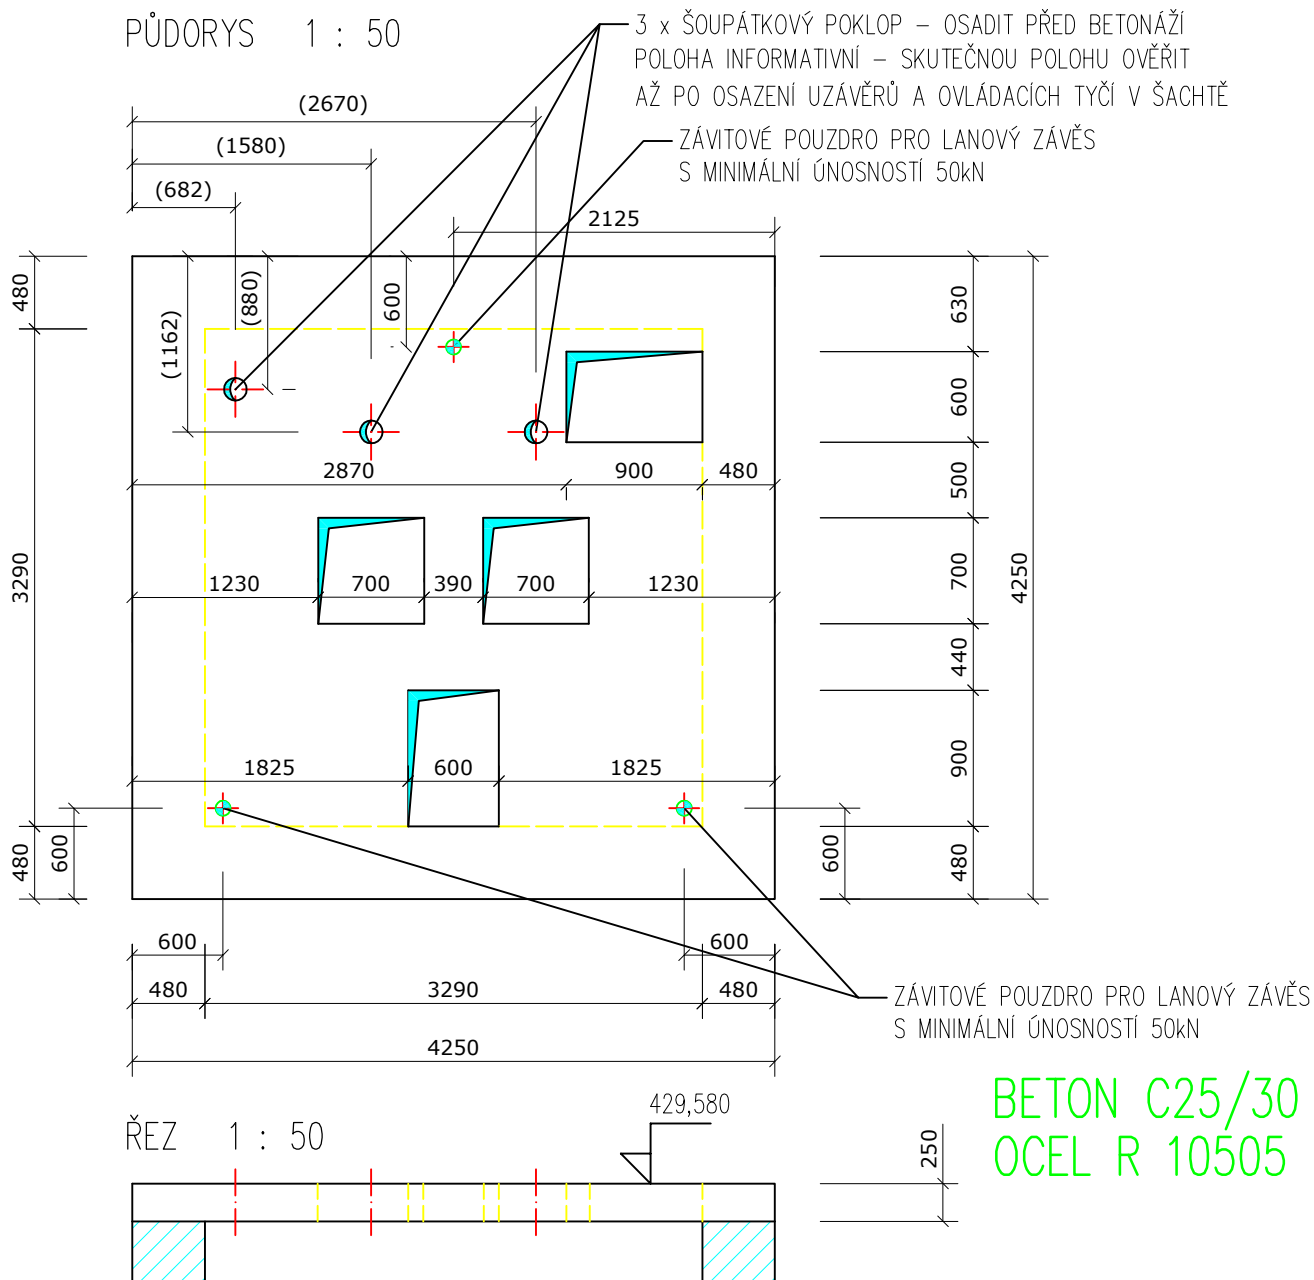 PŮDORYS 1 : 50
3 x ŠOUPÁTKOVÝ POKLOP – OSADIT PŘED BETONÁŽÍ
POLOHA INFORMATIVNÍ – SKUTEČNOU POLOHU OVĚŘIT
AŽ PO OSAZENÍ UZÁVĚRŮ A OVLÁDACÍCH TYČÍ V ŠACHTĚ
(2670)
(1580)
(682)
ZÁVITOVÉ POUZDRO PRO LANOVÝ ZÁVĚS
S MINIMÁLNÍ ÚNOSNOSTÍ 50kN
2125
480
(880)
(1162)
600
630
600
2870 900 480
500
3290
1230 700 390 700 1230
700
4250
440
1825 600 1825
900
480
600
600
480
600 600
480 3290 480
4250
ZÁVITOVÉ POUZDRO PRO LANOVÝ ZÁVĚS
S MINIMÁLNÍ ÚNOSNOSTÍ 50kN
BETON C25/30
OCEL R 10505
ŘEZ 1 : 50
429,580
250